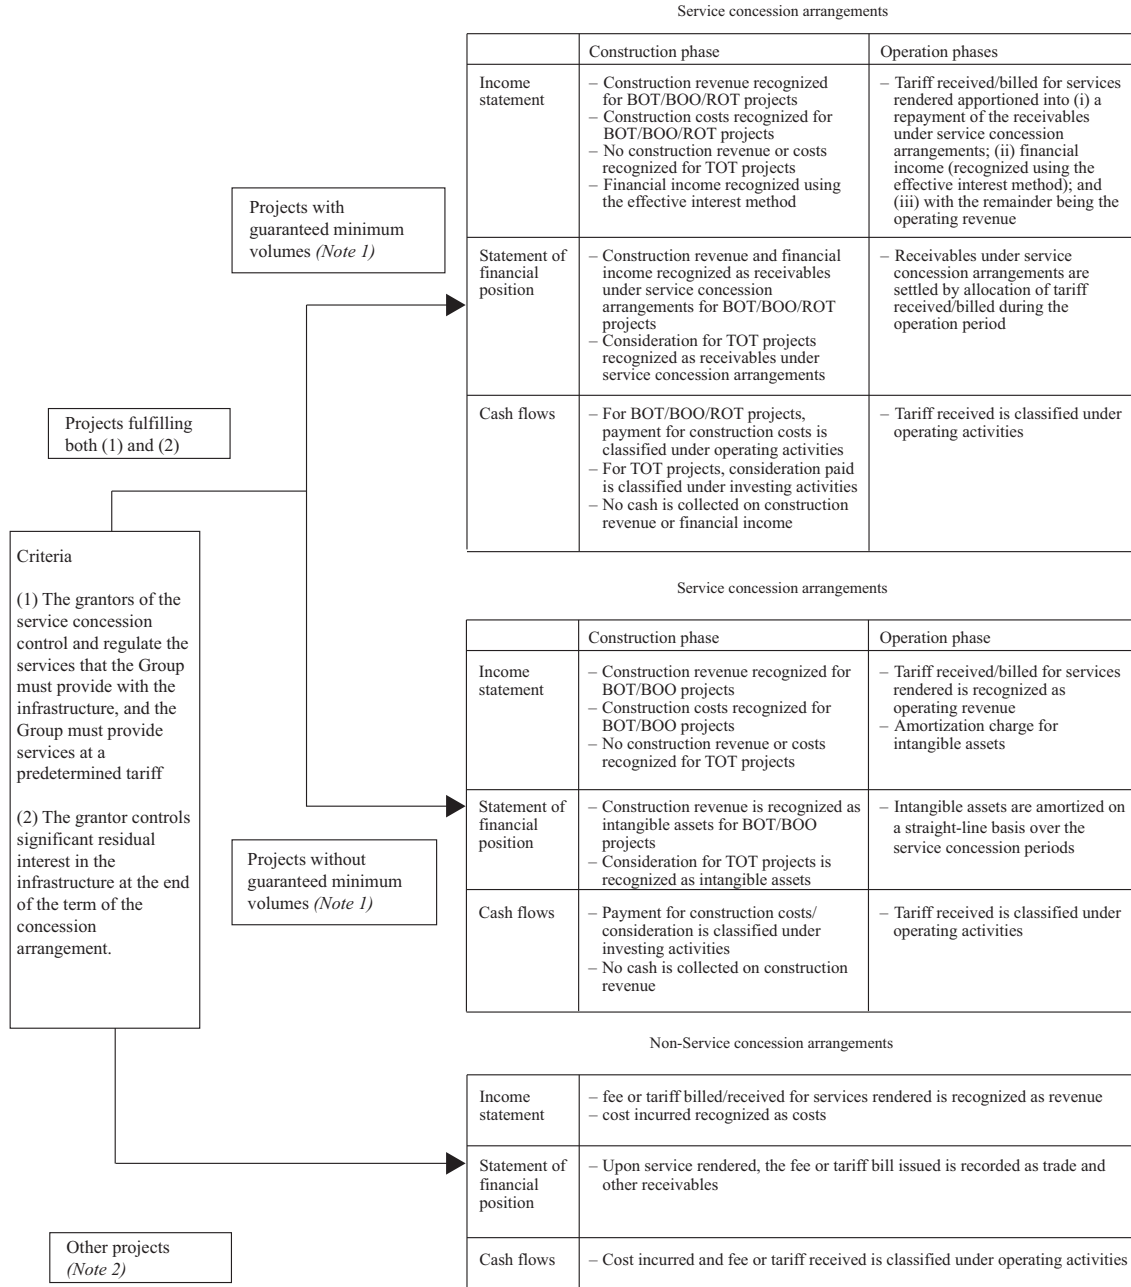 Service concession arrangements
Construction phase
Operation phases
Income
statement
– Construction revenue recognized
for BOT/BOO/ROT projects
– Construction costs recognized for
BOT/BOO/ROT projects
– No construction revenue or costs
recognized for TOT projects
– Financial income recognized using
the effective interest method
– Tariff received/billed for services
rendered apportioned into (i) a
repayment of the receivables
under service concession
arrangements; (ii) financial
income (recognized using the
effective interest method); and
(iii) with the remainder being the
operating revenue
Projects with
guaranteed minimum
volumes (Note 1)
Statement of
financial
position
– Construction revenue and financial
income recognized as receivables
under service concession
arrangements for BOT/BOO/ROT
projects
– Consideration for TOT projects
recognized as receivables under
service concession arrangements
– Receivables under service
concession arrangements are
settled by allocation of tariff
received/billed during the
operation period
Projects fulfilling
both (1) and (2)
Cash flows
– For BOT/BOO/ROT projects,
payment for construction costs is
classified under operating activities
– For TOT projects, consideration paid
is classified under investing activities
– No cash is collected on construction
revenue or financial income
– Tariff received is classified under
operating activities
Criteria
(1) The grantors of the
service concession
control and regulate the
services that the Group
must provide with the
infrastructure, and the
Group must provide
services at a
predetermined tariff
(2) The grantor controls
significant residual
interest in the
infrastructure at the end
of the term of the
concession
arrangement.
Service concession arrangements
Construction phase
Operation phase
Income
statement
– Construction revenue recognized for
BOT/BOO projects
– Construction costs recognized for
BOT/BOO projects
– No construction revenue or costs
recognized for TOT projects
– Tariff received/billed for services
rendered is recognized as
operating revenue
– Amortization charge for
intangible assets
Statement of
financial
position
– Construction revenue is recognized as
intangible assets for BOT/BOO
projects
– Consideration for TOT projects is
recognized as intangible assets
– Intangible assets are amortized on
a straight-line basis over the
service concession periods
Projects without
guaranteed minimum
volumes (Note 1)
Cash flows
– Payment for construction costs/
consideration is classified under
investing activities
– No cash is collected on construction
revenue
– Tariff received is classified under
operating activities
Non-Service concession arrangements
Income
statement
– fee or tariff billed/received for services rendered is recognized as revenue
– cost incurred recognized as costs
Statement of
financial
position
– Upon service rendered, the fee or tariff bill issued is recorded as trade and
other receivables
Other projects
(Note 2)
Cash flows
– Cost incurred and fee or tariff received is classified under operating activities